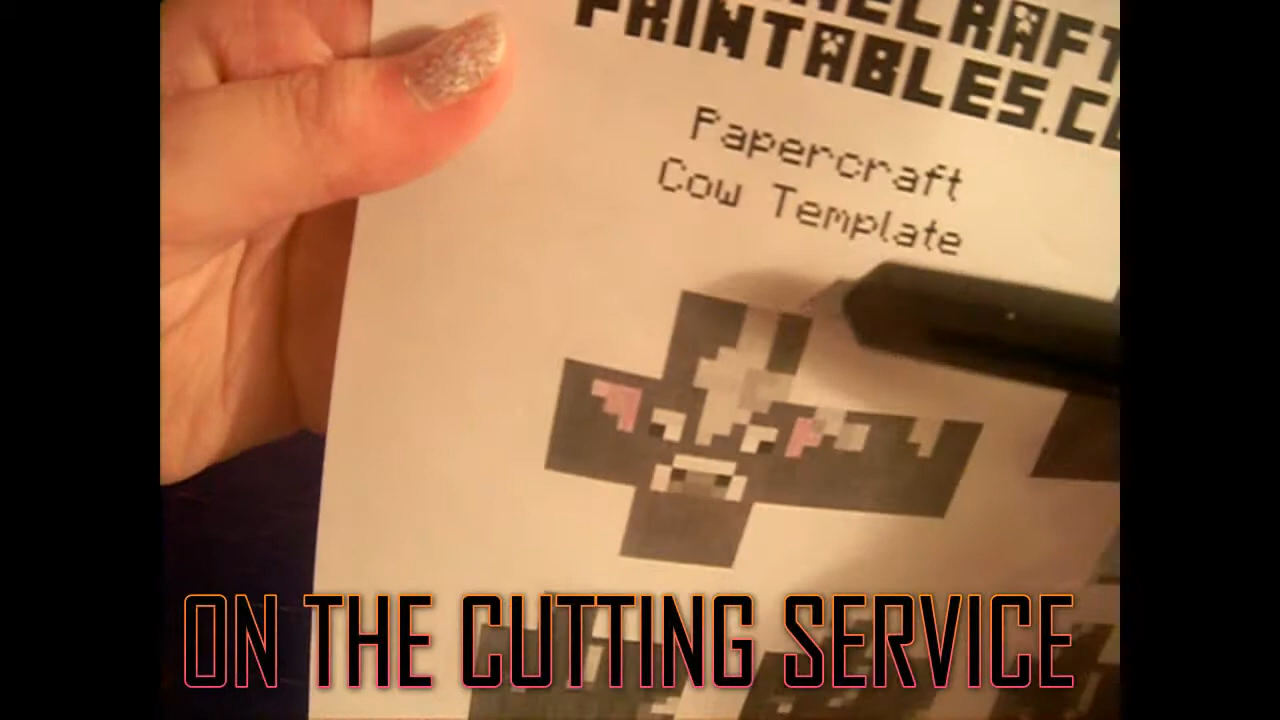 PRINTABLES.C
Papercraft
Cow Template
ON THE CUTTING SERVICE